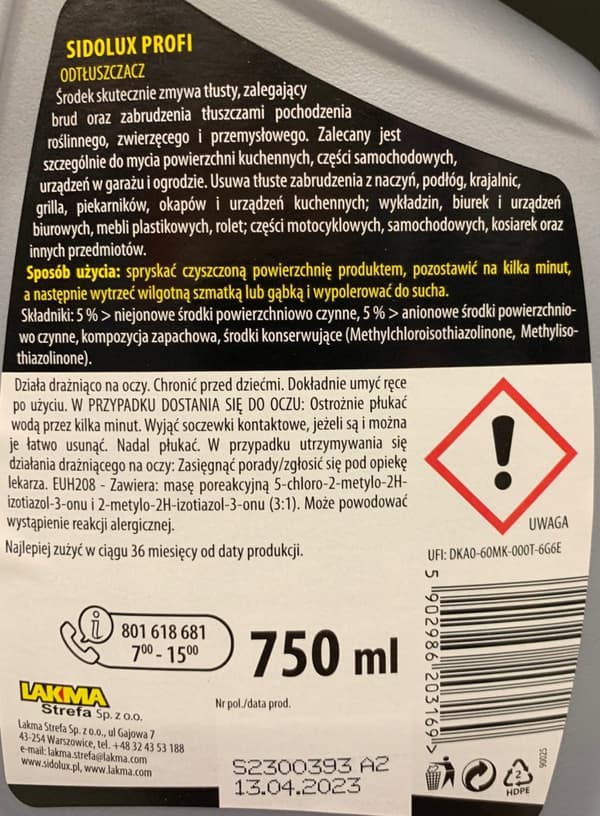 SIDOLUX PROFI
ODTŁUSZCZACZ
Środek skutecznie zmywa tłusty, zalegający
brud oraz zabrudzenia tłuszczami pochodzenia
roślinnego, zwierzęcego i przemysłowego. Zalecany jest
szczególnie do mycia powierzchni kuchennych, części samochodowych,
urządzeń w garażu i ogrodzie. Usuwa tłuste zabrudzenia z naczyń, podłóg, krajalnic,
grilla, piekarników, okapów i urządzeń kuchennych; wykładzin, biurek i urządzeń
biurowych, mebli plastikowych, rolet; części motocyklowych, samochodowych, kosiarek oraz
innych przedmiotów.
Sposób użycia: spryskać czyszczoną powierzchnię produktem, pozostawić na kilka minut,
a następnie wytrzeć wilgotną szmatką lub gąbką i wypolerować do sucha.
Składniki: 5 % > niejonowe środki powierzchniowo czynne, 5 % > anionowe środki powierzchnio-
wo czynne, kompozycja zapachowa, środki konserwujące (Methylchloroisothiazolinone, Methyliso-
thiazolinone).
Działa drażniąco na oczy. Chronić przed dziećmi. Dokładnie umyć ręce
po użyciu. W PRZYPADKU DOSTANIA SIĘ DO OCZU: Ostrożnie płukać
wodą przez kilka minut. Wyjąć soczewki kontaktowe, jeżeli są i można
je łatwo usunąć. Nadal płukać. W przypadku utrzymywania się
działania drażniącego na oczy: Zasięgnąć porady/zgłosić się pod opiekę
lekarza. EUH208 - Zawiera: masę poreakcyjną 5-chloro-2-metylo-2H-
izotiazol-3-onu i 2-metylo-2H-izotiazol-3-onu (3:1). Może powodować
wystąpienie reakcji alergicznej.
Najlepiej zużyć w ciągu 36 miesięcy od daty produkcji.
UWAGA
UFI: DKA0-60MK-000T-6G6E
5 902986 203169 >
801 618 681
700 - 1500
750 ml
LAKMA
Strefa Sp. z o.o.
Lakma Strefa Sp. z o.o., ul Gajowa 7
43-254 Warszowice, tel. +48 32 43 53 188
e-mail: lakma.strefa@lakma.com
www.sidolux.pl, www.lakma.com
Nr pol./data prod.
S2300393 A2
13.04.2023
2
HDPE
90025